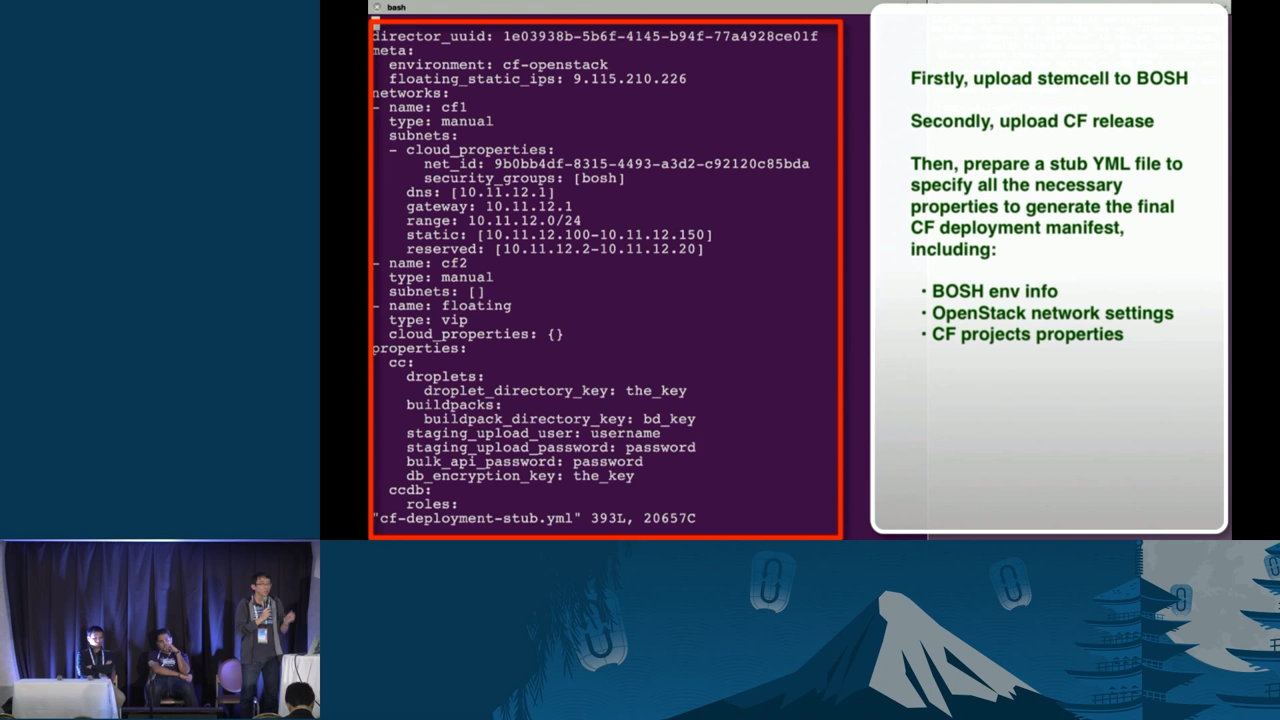 bash
director_uuid: 1e03938b-5b6f-4145-b94f-77a4928ce01f
meta:
environment: cf-openstack
floating_static_ips: 9.115.210.226
networks:
- name: cf1
type: manual
subnets:
- cloud_properties:
net_id: 9b0bb4df-8315-4493-a3d2-c92120c85bda
security_groups: [bosh]
dns: [10.11.12.1]
gateway: 10.11.12.1
range: 10.11.12.0/24
static: [10.11.12.100-10.11.12.150]
reserved: [10.11.12.2-10.11.12.20]
- name: cf2
type: manual
subnets: []
- name: floating
type: vip
cloud_properties: {}
properties:
cc:
droplets:
droplet_directory_key: the_key
buildpacks:
buildpack_directory_key: bd_key
staging_upload_user: username
staging_upload_password: password
bulk_api_password: password
db_encryption_key: the_key
ccdb:
roles:
"cf-deployment-stub.yml" 393L, 20657C
Firstly, upload stemcell to BOSH
Secondly, upload CF release
Then, prepare a stub YML file to
specify all the necessary
properties to generate the final
CF deployment manifest,
including:
· BOSH env info
· OpenStack network settings
· CF projects properties